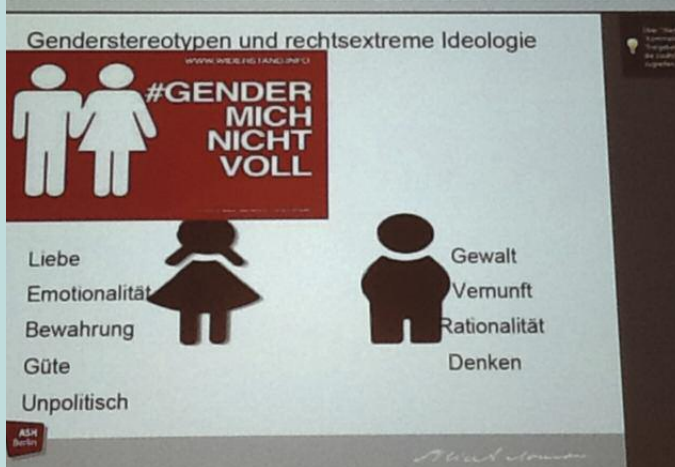 Genderstereotypen und rechtsextreme Ideologie
WWW.WIDERSTAND.INFO
#GENDER
MICH
NICHT
VOLL
Liebe
Emotionalität
Bewahrung
Güte
Unpolitisch
Gewalt
Vernunft
Rationalität
Denken
ASH
Berlin